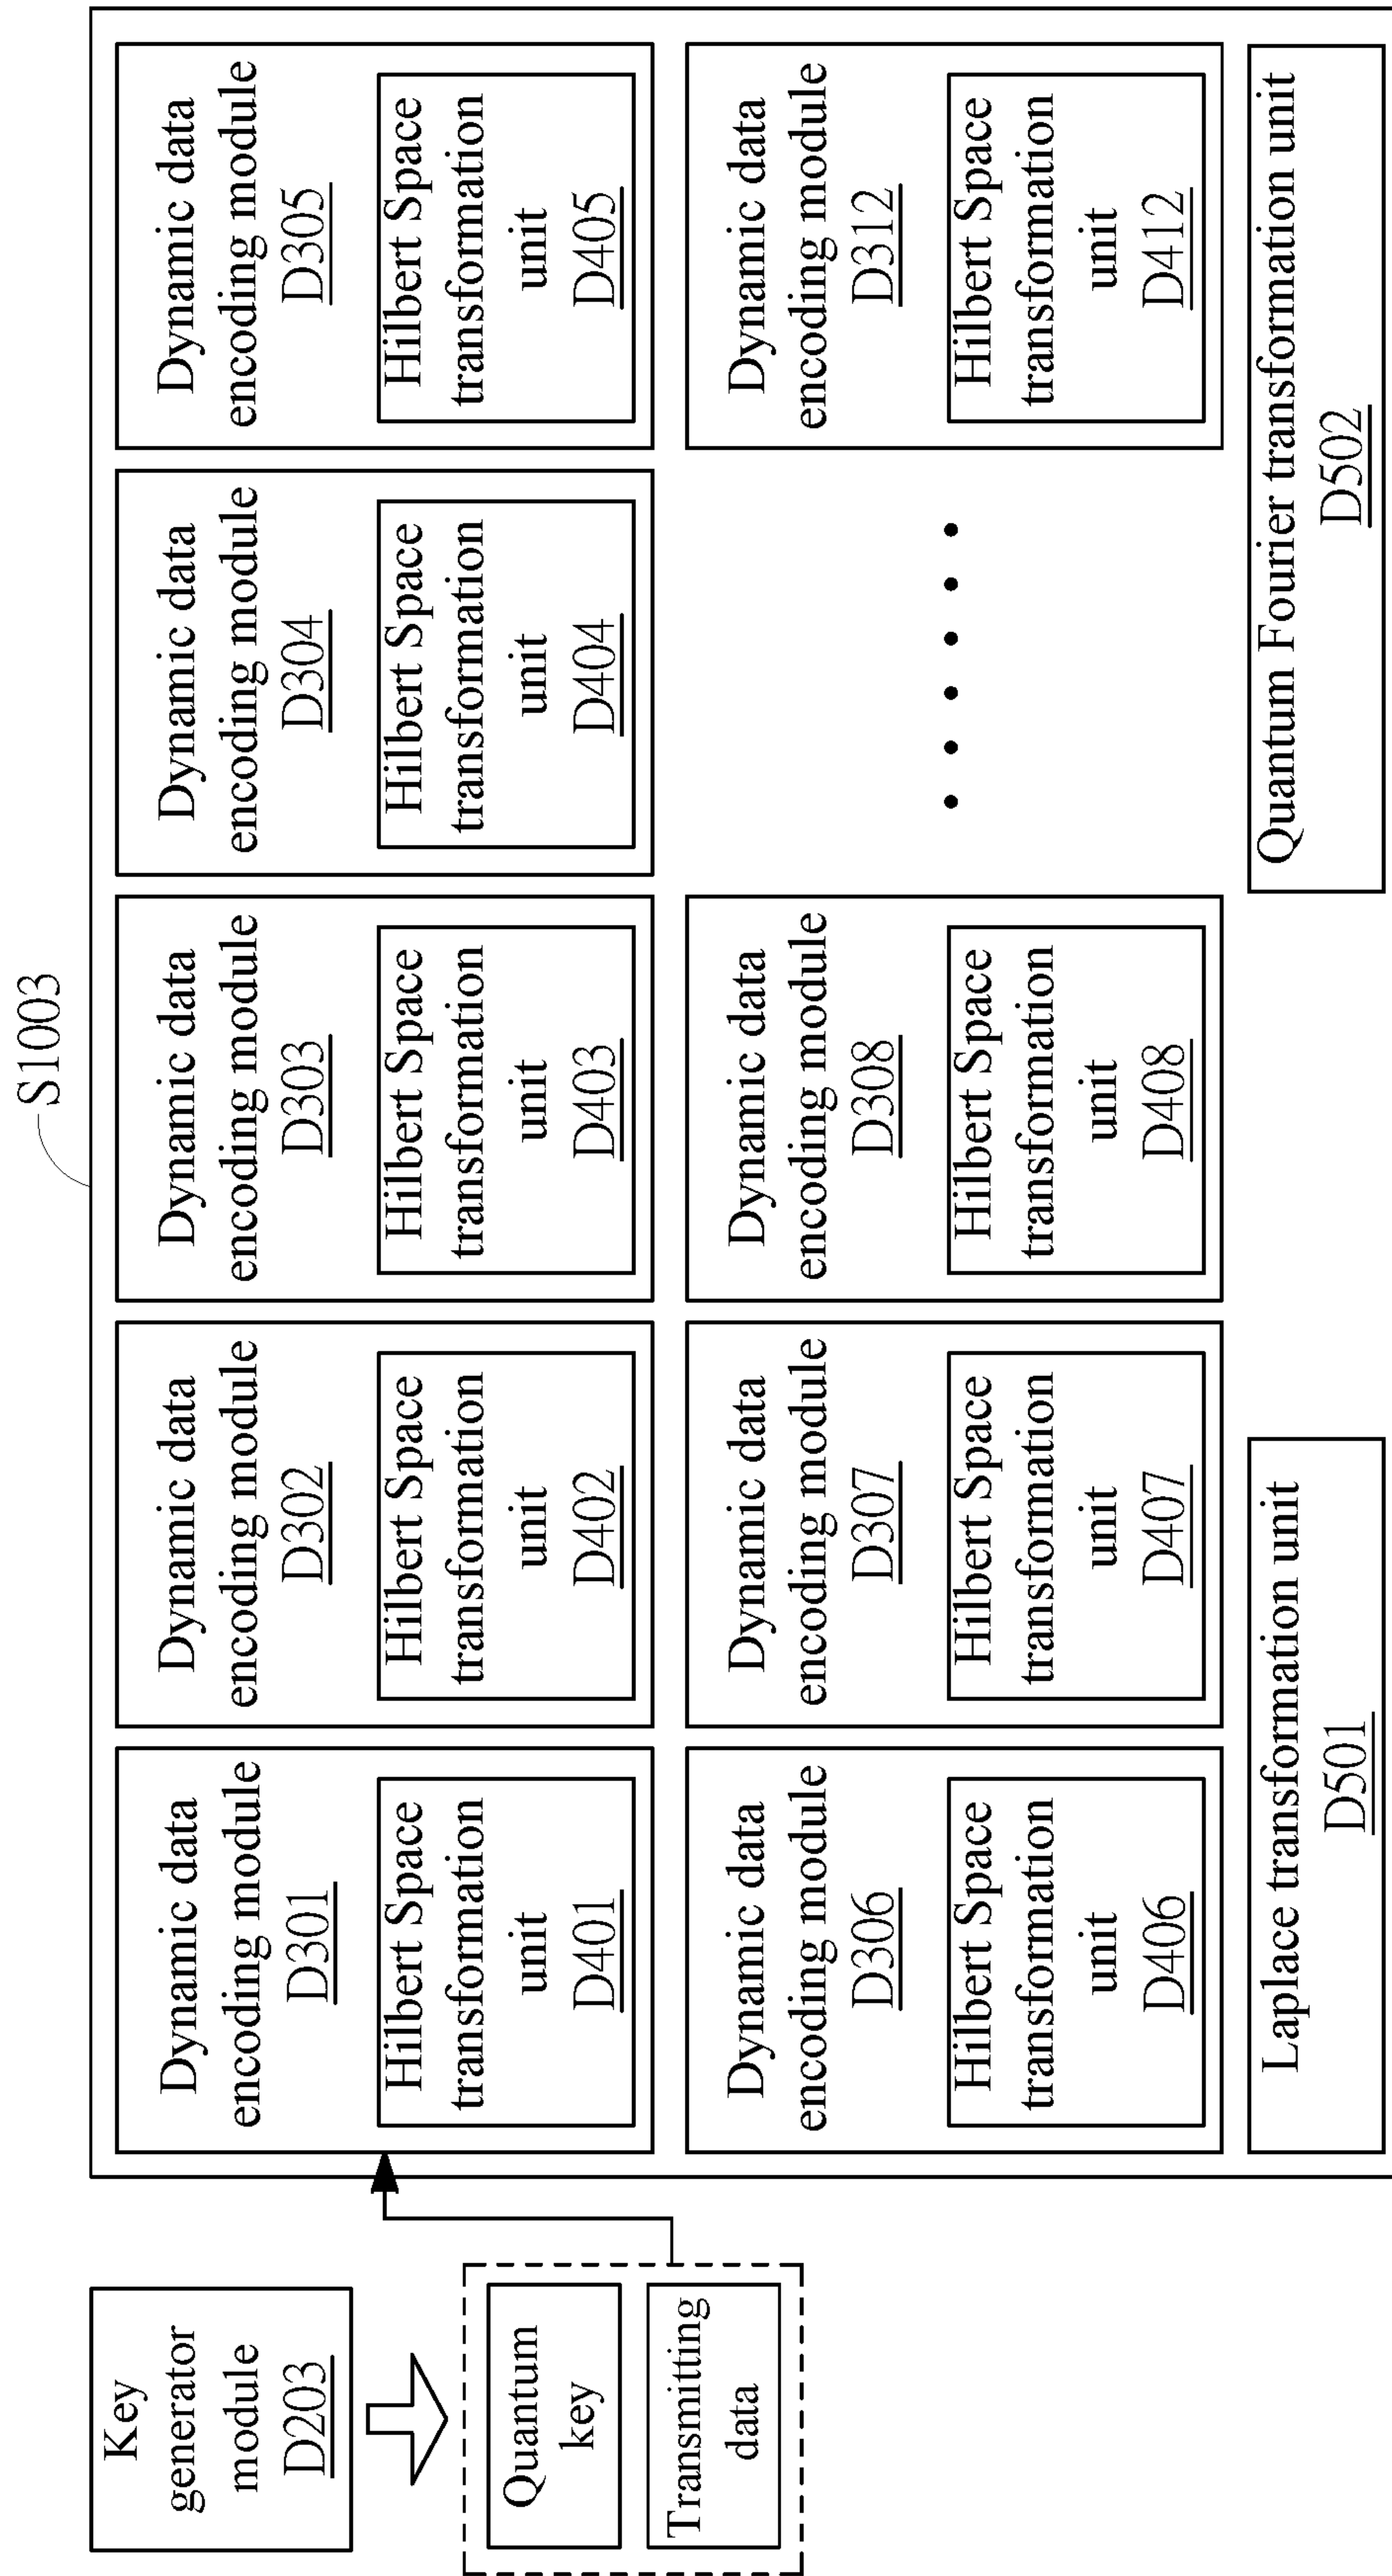 S1003
Key
generator
module
D203
Quantum
key
Transmitting
data
Dynamic data
encoding module
D301
Hilbert Space
transformation
unit
D401
Dynamic data
encoding module
D302
Hilbert Space
transformation
unit
D402
Dynamic data
encoding module
D303
Hilbert Space
transformation
unit
D403
Dynamic data
encoding module
D304
Hilbert Space
transformation
unit
D404
Dynamic data
encoding module
D305
Hilbert Space
transformation
unit
D405
Dynamic data
encoding module
D306
Hilbert Space
transformation
unit
D406
Dynamic data
encoding module
D307
Hilbert Space
transformation
unit
D407
Dynamic data
encoding module
D308
Hilbert Space
transformation
unit
D408
Dynamic data
encoding module
D312
Hilbert Space
transformation
unit
D412
Laplace transformation unit
D501
Quantum Fourier transformation unit
D502